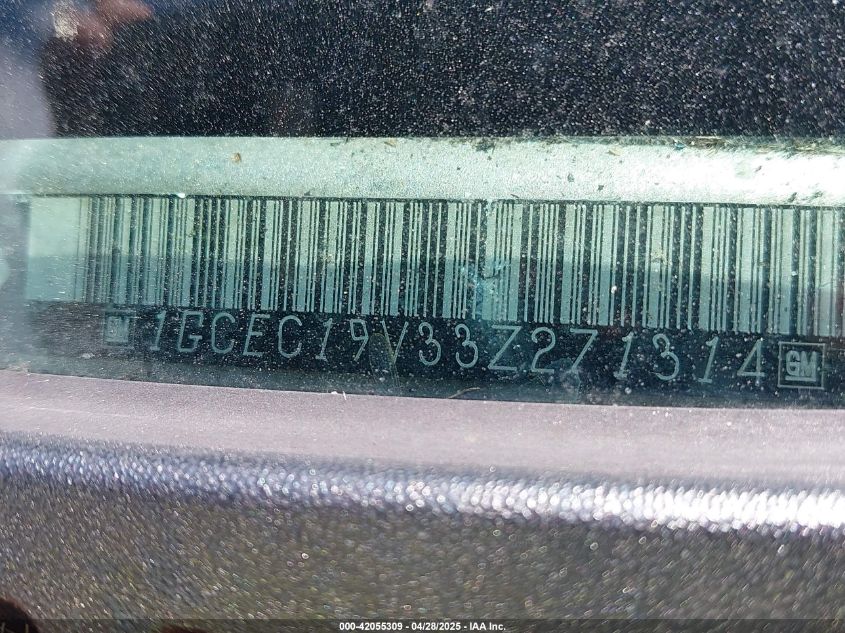 GM 1GCEC19V33Z271314 GM
000-42055309 | 04/28/2025 - IAA Inc.